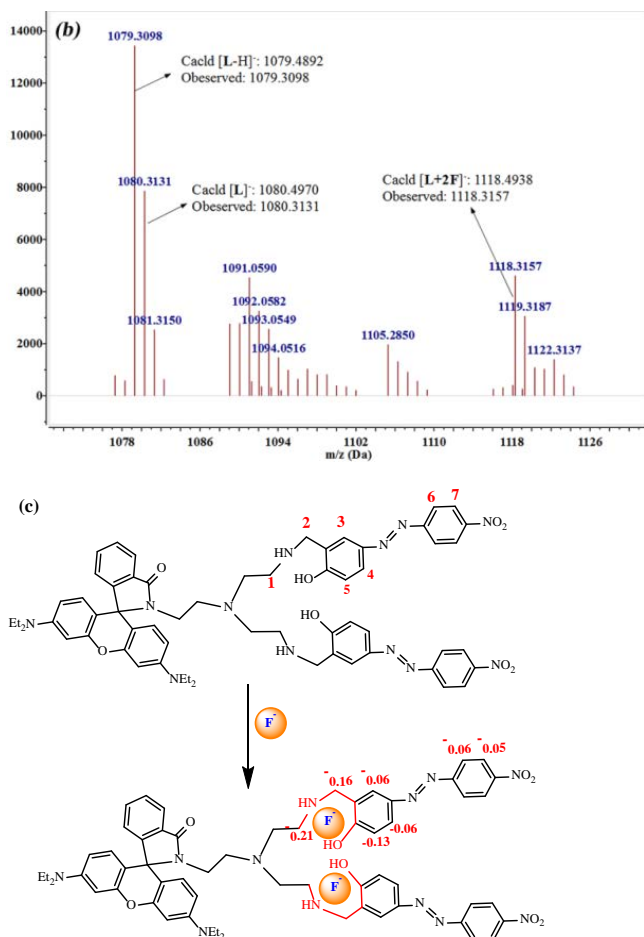 (b)
14000
12000
10000
8000
6000
4000
2000
0
1079.3098
Cacld [L-H]⁻: 1079.4892
Obeserved: 1079.3098
1080.3131
Cacld [L]⁻: 1080.4970
Obeserved: 1080.3131
Cacld [L+2F]⁻: 1118.4938
Obeserved: 1118.3157
1081.3150
1091.0590
1092.0582
1093.0549
1094.0516
1105.2850
1118.3157
1119.3187
1122.3137
1078 1086 1094 1102 1110 1118 1126
m/z (Da)
(c)
1 2 3 4 5 6 7
HN
HO
N
N
NO₂
O
N
N
HO
Et₂N
O
NEt₂
HN
N
N
NO₂
F⁻
-0.16 -0.06 -0.06 -0.05
HN
N
N
NO₂
-0.21
F⁻
-0.06
HO
-0.13
O
N
N
HO
F⁻
Et₂N
O
NEt₂
HN
N
N
NO₂